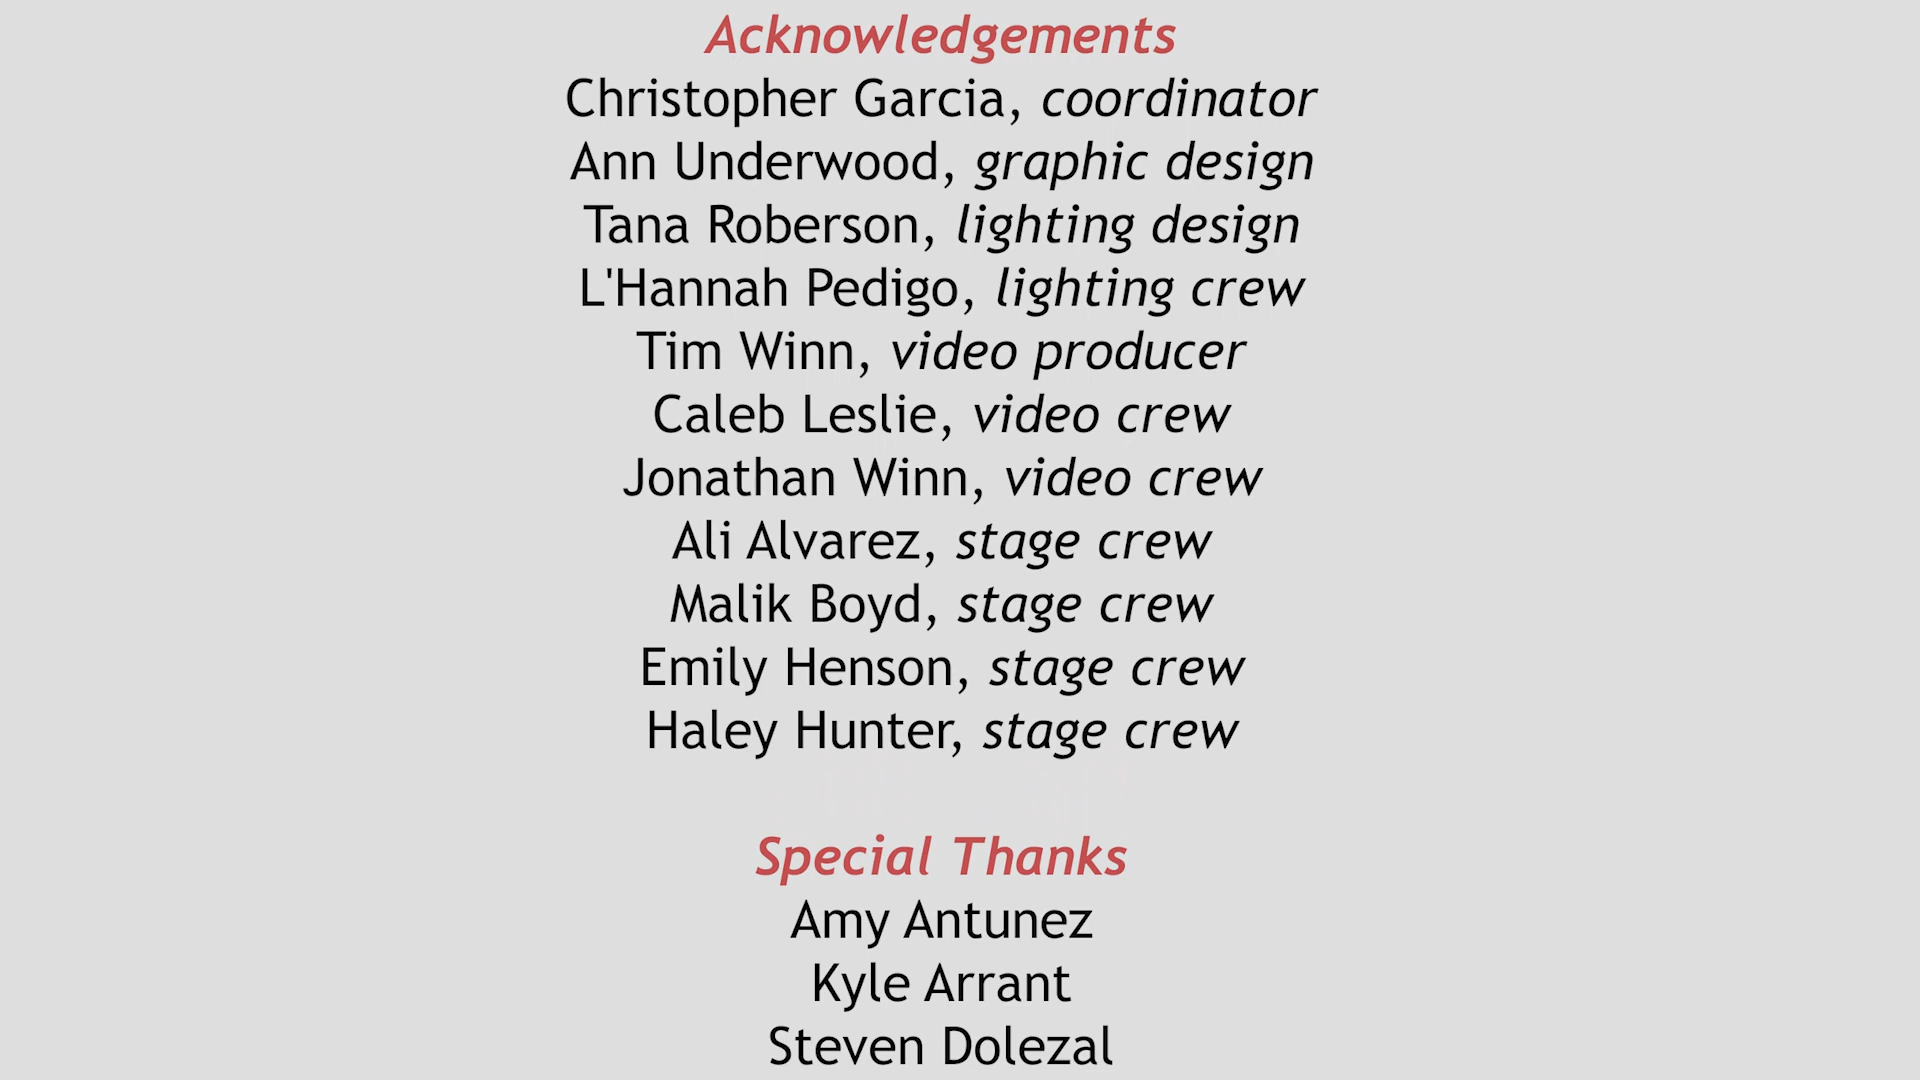 Acknowledgements
Christopher Garcia, coordinator
Ann Underwood, graphic design
Tana Roberson, lighting design
L'Hannah Pedigo, lighting crew
Tim Winn, video producer
Caleb Leslie, video crew
Jonathan Winn, video crew
Ali Alvarez, stage crew
Malik Boyd, stage crew
Emily Henson, stage crew
Haley Hunter, stage crew
Special Thanks
Amy Antunez
Kyle Arrant
Steven Dolezal